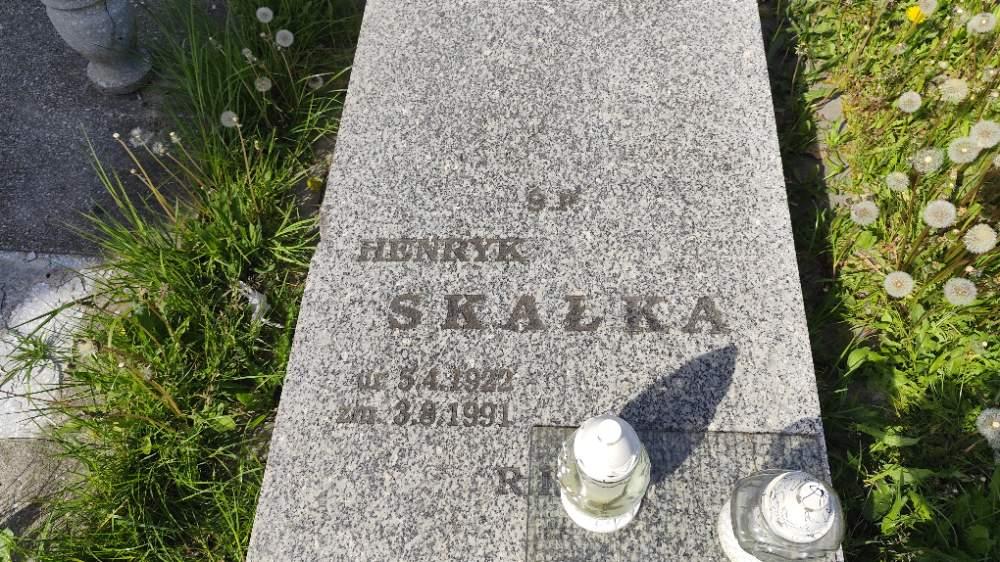 Ś.P.
HENRYK
SKAŁKA
ur 5.4.1922
zm 3.8.1991
R